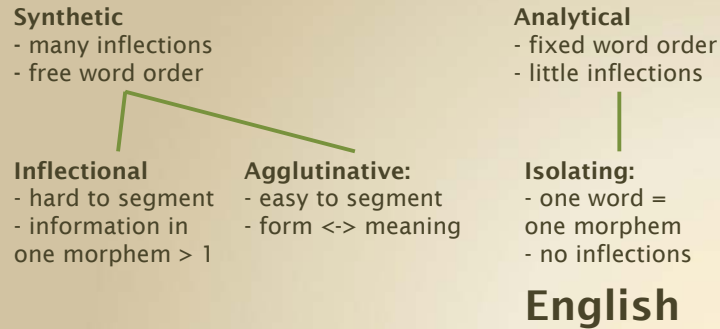 Synthetic
- many inflections
- free word order
Analytical
- fixed word order
- little inflections
Inflectional
- hard to segment
- information in
one morphem > 1
Agglutinative:
- easy to segment
- form <-> meaning
Isolating:
- one word =
one morphem
- no inflections
English